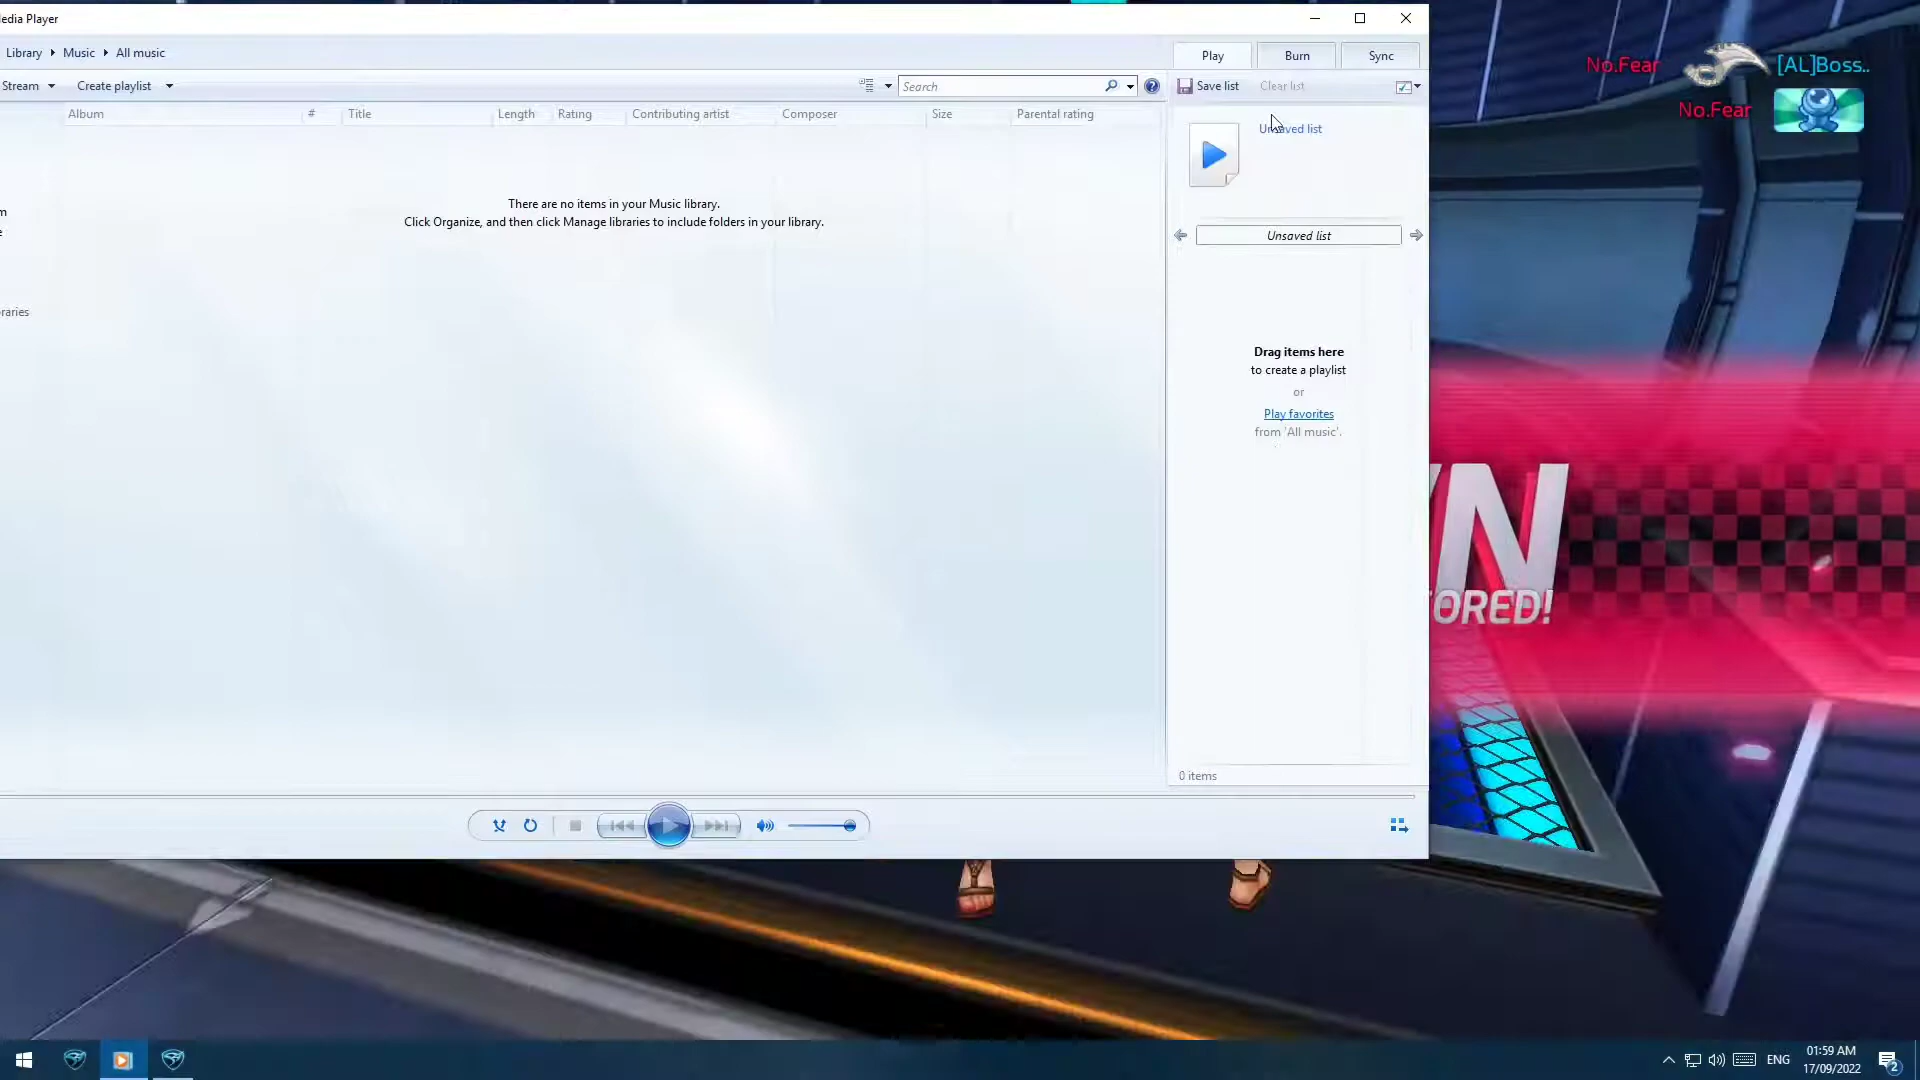 edia Player
Library Music All music
Play Burn Sync
Stream Create playlist
Search
Save list Clear list
Album # Title Length Rating Contributing artist Composer Size Parental rating
Unsaved list
There are no items in your Music library.
Click Organize, and then click Manage libraries to include folders in your library.
m
e
Unsaved list
raries
Drag items here
to create a playlist
or
Play favorites
from 'All music'.
0 items
No.Fear [AL]Boss..
No.Fear
WN
ORED!
ENG
01:59 AM
17/09/2022
2